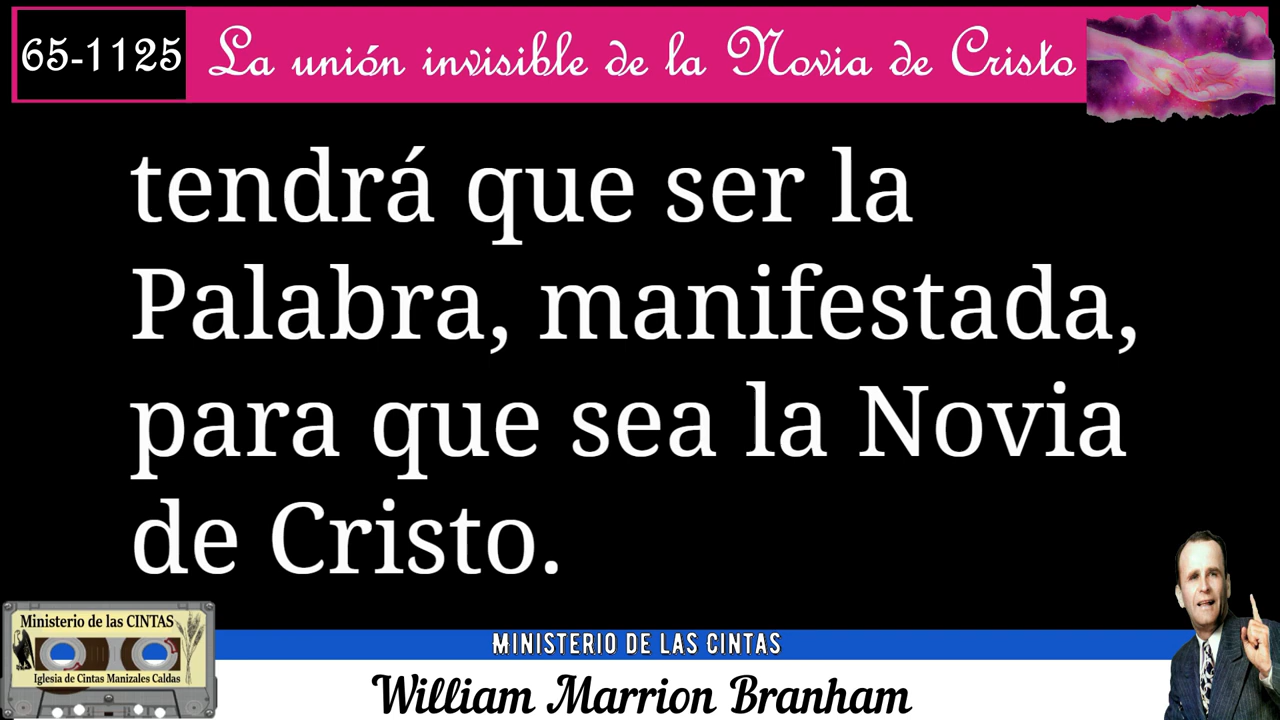 65-1125 La unión invisible de la Novia de Cristo
tendrá que ser la
Palabra, manifestada,
para que sea la Novia
de Cristo.
Ministerio de las CINTAS
Iglesia de Cintas Manizales Caldas
MINISTERIO DE LAS CINTAS
William Marrion Branham